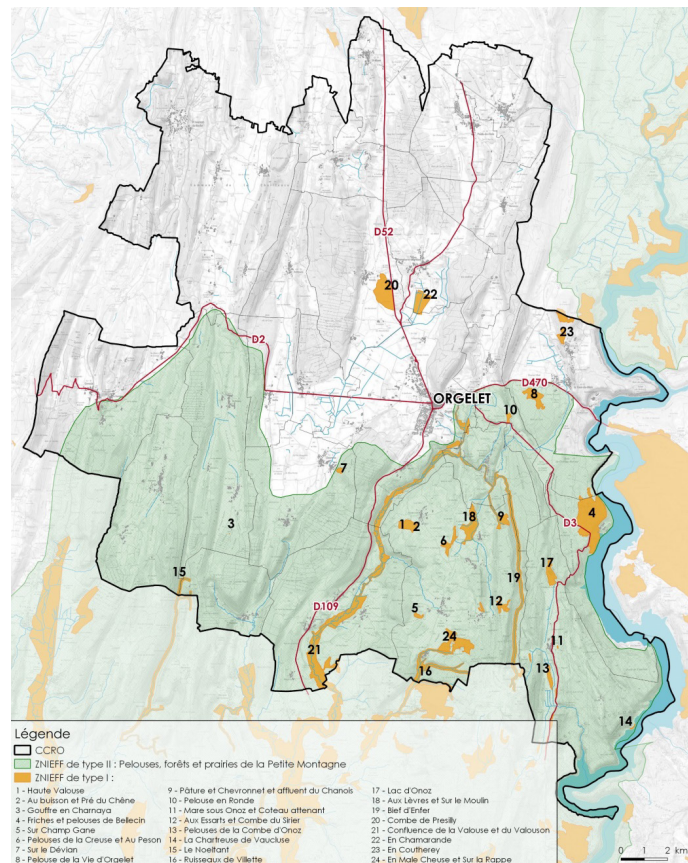 D52
20
22
23
D2
D470
8
ORGELET
10
7
4
1
2
18
9
6
D3
3
15
17
19
D109
5
12
24
11
21
16
13
14
Légende
CCRO
ZNIEFF de type II : Pelouses, forêts et prairies de la Petite Montagne
ZNIEFF de type I :
1 - Haute Valouse
2 - Au buisson et Pré du Chêne
3 - Gouffre en Charnaya
4 - Friches et pelouses de Bellecin
5 - Sur Champ Gane
6 - Pelouses de la Creuse et Au Peson
7 - Sur le Dévian
8 - Pelouse de la Vie d'Orgelet
9 - Pâture et Chevronnet et affluent du Chanois
10 - Pelouse en Ronde
11 - Mare sous Onoz et Coteau attenant
12 - Aux Essarts et Combe du Sirier
13 - Pelouses de la Combe d'Onoz
14 - La Chartreuse de Vaucluse
15 - Le Noeltant
16 - Ruisseaux de Villette
17 - Lac d'Onoz
18 - Aux Lèvres et Sur le Moulin
19 - Bief d'Enfer
20 - Combe de Presilly
21 - Confluence de la Valouse et du Valouson
22 - En Chamarande
23 - En Coutherey
24 - En Male Cheuse et Sur la Rappe
0 1 2 km